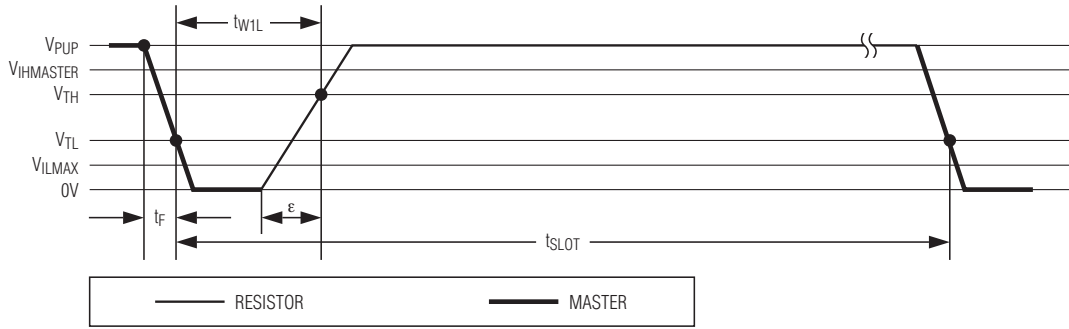 tW1L
VPUP
VIHMASTER
VTH
VTL
VILMAX
0V
tF
ε
tSLOT
RESISTOR
MASTER